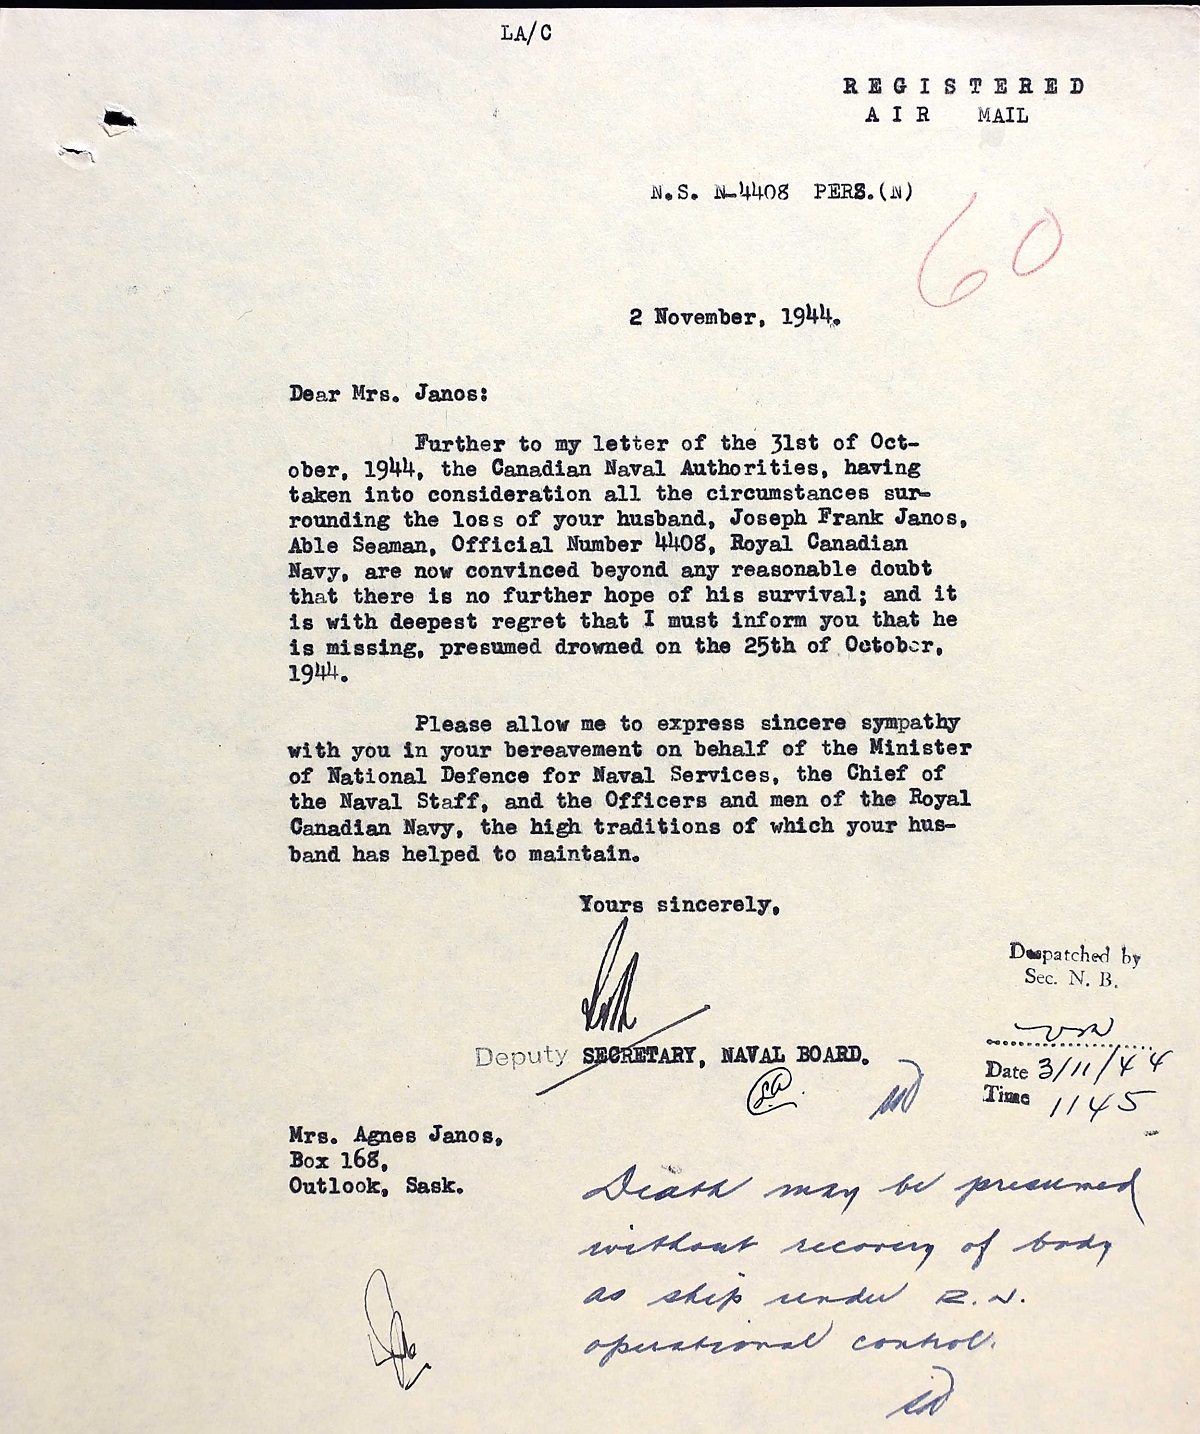 LA/C
REGISTERED
AIR MAIL
N.S. N-4408 PERS.(N)
60
2 November, 1944.
Dear Mrs. Janos:
Further to my letter of the 31st of Oct-
ober, 1944, the Canadian Naval Authorities, having
taken into consideration all the circumstances sur-
rounding the loss of your husband, Joseph Frank Janos,
Able Seaman, Official Number 4408, Royal Canadian
Navy, are now convinced beyond any reasonable doubt
that there is no further hope of his survival; and it
is with deepest regret that I must inform you that he
is missing, presumed drowned on the 25th of October,
1944.
Please allow me to express sincere sympathy
with you in your bereavement on behalf of the Minister
of National Defence for Naval Services, the Chief of
the Naval Staff, and the Officers and men of the Royal
Canadian Navy, the high traditions of which your hus-
band has helped to maintain.
Yours sincerely,
Despatched by
Sec. N. B.
Deputy SECRETARY, NAVAL BOARD.
Date 3/11/44
Time 1145
Mrs. Agnes Janos,
Box 168,
Outlook, Sask.
Death may be presumed
without recovery of body
as ship under R.N.
operational control.